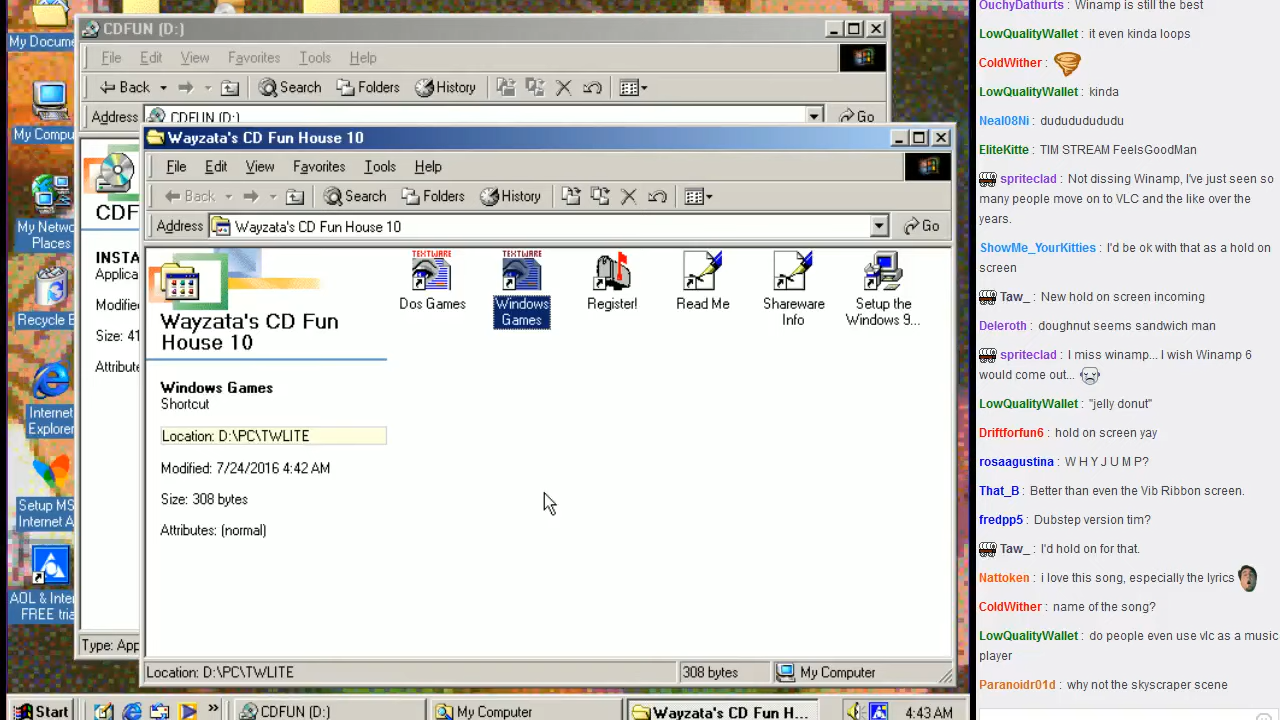 My Docume
My Compu
My Netwo
Places
Recycle B
Internet
Explorer
Setup MS
Internet A
AOL & Inte
FREE tria
CDFUN (D:)
File Edit View Favorites Tools Help
Back Search Folders History
Address CDFUN (D:) Go
CDF
INSTA
Applica
Modifie
Size: 41
Attribute
Type: App
Wayzata's CD Fun House 10
File Edit View Favorites Tools Help
Back Search Folders History
Address Wayzata's CD Fun House 10 Go
Wayzata's CD Fun
House 10
Windows Games
Shortcut
Location: D:\PC\TWLITE
Modified: 7/24/2016 4:42 AM
Size: 308 bytes
Attributes: (normal)
TEXTWARE
Dos Games
TEXTWARE
Windows
Games
Register!
Read Me
Shareware
Info
Setup the
Windows 9...
Location: D:\PC\TWLITE 308 bytes My Computer
Start CDFUN (D:) My Computer Wayzata's CD Fun H... 4:43 AM
OuchyDathurts: Winamp is still the best
LowQualityWallet: it even kinda loops
ColdWither:
LowQualityWallet: kinda
Neal08Ni: dudududududu
EliteKitte: TIM STREAM FeelsGoodMan
spriteclad: Not dissing Winamp, I've just seen so
many people move on to VLC and the like over the
years.
ShowMe_YourKitties: I'd be ok with that as a hold on
screen
Taw_: New hold on screen incoming
Deleroth: doughnut seems sandwich man
spriteclad: I miss winamp... I wish Winamp 6
would come out...
LowQualityWallet: "jelly donut"
Driftforfun6: hold on screen yay
rosaagustina: W H Y J U M P?
That_B: Better than even the Vib Ribbon screen.
fredpp5: Dubstep version tim?
Taw_: I'd hold on for that.
Nattoken: i love this song, especially the lyrics
ColdWither: name of the song?
LowQualityWallet: do people even use vlc as a music
player
Paranoidr01d: why not the skyscraper scene